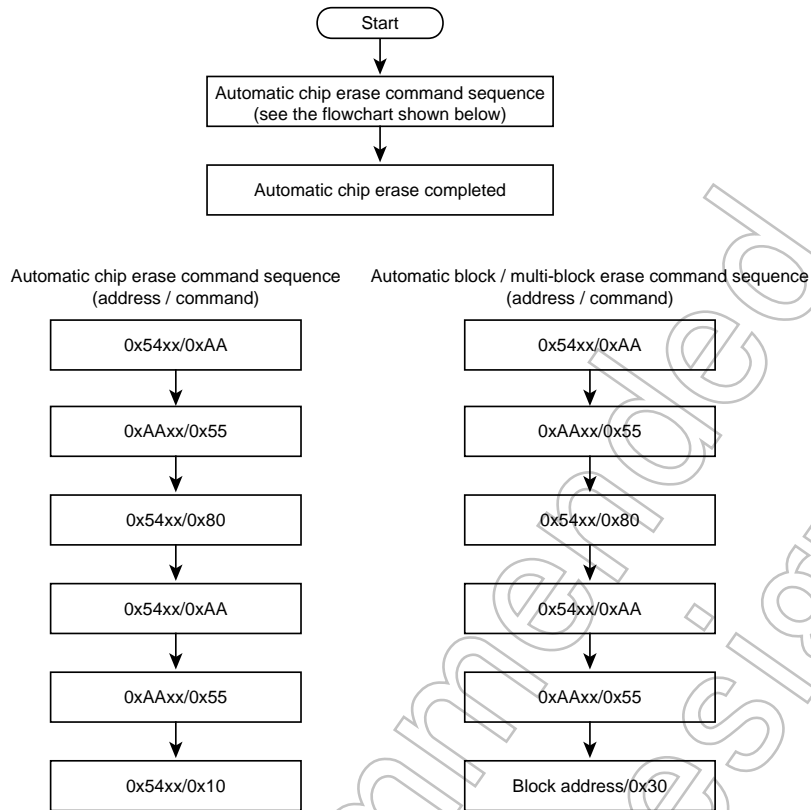 Start
Automatic chip erase command sequence
(see the flowchart shown below)
Automatic chip erase completed
Automatic chip erase command sequence
(address / command)
0x54xx/0xAA
0xAAxx/0x55
0x54xx/0x80
0x54xx/0xAA
0xAAxx/0x55
0x54xx/0x10
Automatic block / multi-block erase command sequence
(address / command)
0x54xx/0xAA
0xAAxx/0x55
0x54xx/0x80
0x54xx/0xAA
0xAAxx/0x55
Block address/0x30